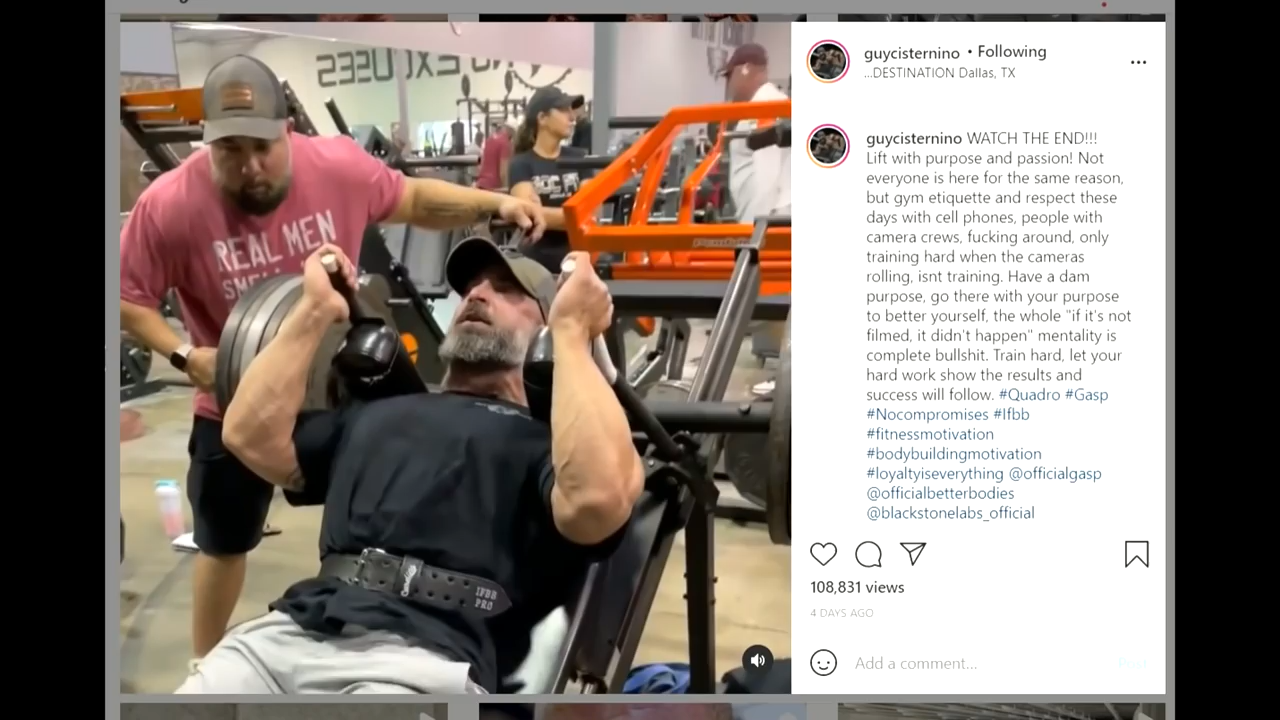 NO EXCUSES
REAL MEN
SME
IFBB
PRO
guycisternino • Following
...DESTINATION Dallas, TX
guycisternino WATCH THE END!!!
Lift with purpose and passion! Not
everyone is here for the same reason,
but gym etiquette and respect these
days with cell phones, people with
camera crews, fucking around, only
training hard when the cameras
rolling, isnt training. Have a dam
purpose, go there with your purpose
to better yourself, the whole "if it's not
filmed, it didn't happen" mentality is
complete bullshit. Train hard, let your
hard work show the results and
success will follow. #Quadro #Gasp
#Nocompromises #Ifbb
#fitnessmotivation
#bodybuildingmotivation
#loyaltyiseverything @officialgasp
@officialbetterbodies
@blackstonelabs_official
108,831 views
4 DAYS AGO
Add a comment... Post